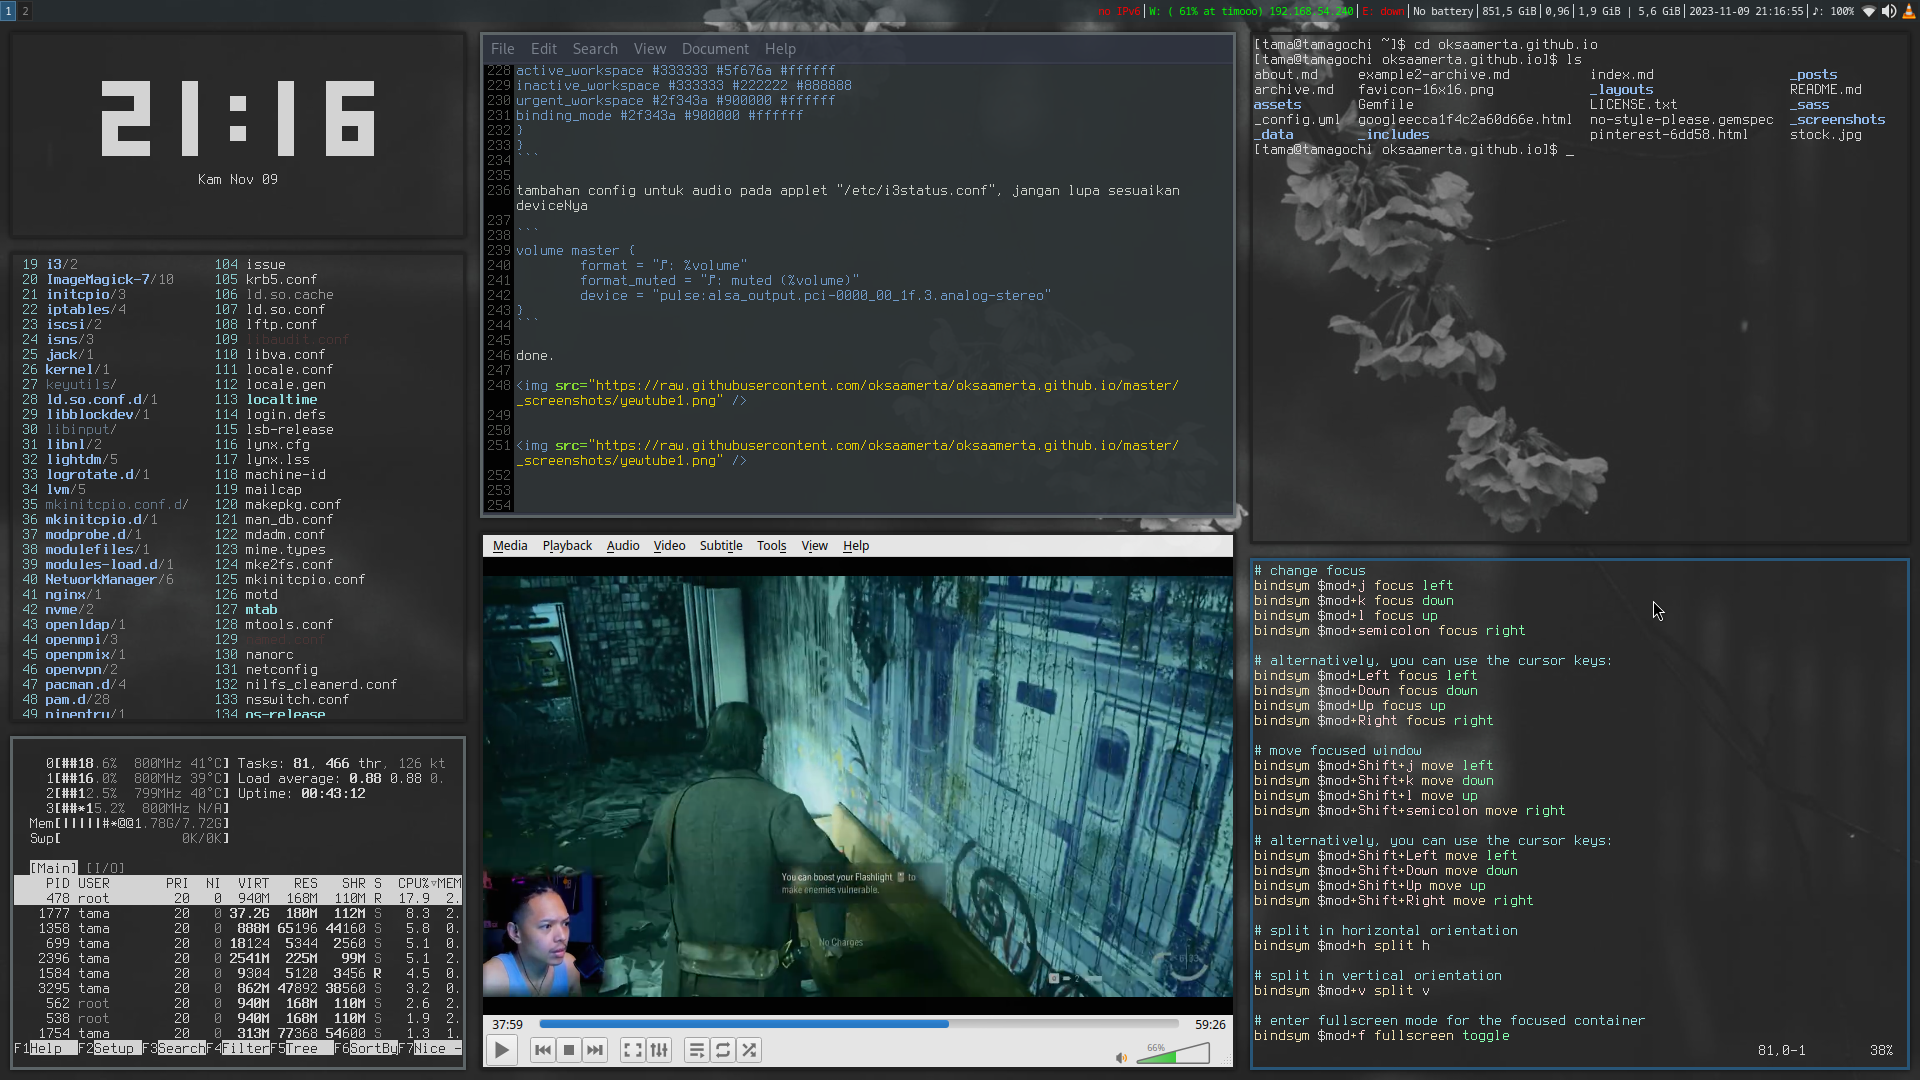 1 2
no IPv6 W: ( 61% at timooo) 192.168.54.240 E: down No battery 851,5 GiB 0,96 1,9 GiB | 5,6 GiB 2023-11-09 21:16:55 ♪: 100%
21:16
Kam Nov 09
19 i3/2 104 issue
20 ImageMagick-7/10 105 krb5.conf
21 initcpio/3 106 ld.so.cache
22 iptables/4 107 ld.so.conf
23 iscsi/2 108 lftp.conf
24 isns/3 109 libaudit.conf
25 jack/1 110 libva.conf
26 kernel/1 111 locale.conf
27 keyutils/ 112 locale.gen
28 ld.so.conf.d/1 113 localtime
29 libblockdev/1 114 login.defs
30 libinput/ 115 lsb-release
31 libnl/2 116 lynx.cfg
32 lightdm/5 117 lynx.lss
33 logrotate.d/1 118 machine-id
34 lvm/5 119 mailcap
35 mkinitcpio.conf.d/ 120 makepkg.conf
36 mkinitcpio.d/1 121 man_db.conf
37 modprobe.d/1 122 mdadm.conf
38 modulefiles/1 123 mime.types
39 modules-load.d/1 124 mke2fs.conf
40 NetworkManager/6 125 mkinitcpio.conf
41 nginx/1 126 motd
42 nvme/2 127 mtab
43 openldap/1 128 mtools.conf
44 openmpi/3 129 named.conf
45 openpmix/1 130 nanorc
46 openvpn/2 131 netconfig
47 pacman.d/4 132 nilfs_cleanerd.conf
48 pam.d/28 133 nsswitch.conf
49 pinentry/1 134 os-release
0[##18.6% 800MHz 41°C] Tasks: 81, 466 thr, 126 kt
1[##16.0% 800MHz 39°C] Load average: 0.88 0.88 0.
2[##12.5% 799MHz 40°C] Uptime: 00:43:12
3[##*15.2% 800MHz N/A]
Mem[|||||#*@@1.78G/7.72G]
Swp[ 0K/0K]
[Main] [I/O]
PID USER PRI NI VIRT RES SHR S CPU%▽MEM
478 root 20 0 940M 168M 110M R 17.9 2.
1777 tama 20 0 37.2G 180M 112M S 8.3 2.
1358 tama 20 0 888M 65196 44160 S 5.8 0.
699 tama 20 0 18124 5344 2560 S 5.1 0.
2396 tama 20 0 2541M 225M 99M S 5.1 2.
1584 tama 20 0 9304 5120 3456 R 4.5 0.
3295 tama 20 0 862M 47892 38560 S 3.2 0.
562 root 20 0 940M 168M 110M S 2.6 2.
538 root 20 0 940M 168M 110M S 1.9 2.
1754 tama 20 0 313M 77368 54600 S 1.3 1.
F1Help F2Setup F3SearchF4FilterF5Tree F6SortByF7Nice -
File Edit Search View Document Help
228 active_workspace #333333 #5f676a #ffffff
229 inactive_workspace #333333 #222222 #888888
230 urgent_workspace #2f343a #900000 #ffffff
231 binding_mode #2f343a #900000 #ffffff
232 }
233 }
234 ```
235
236 tambahan config untuk audio pada applet "/etc/i3status.conf", jangan lupa sesuaikan
deviceNya
237
238 ```
239 volume master {
240 format = "♪: %volume"
241 format_muted = "♪: muted (%volume)"
242 device = "pulse:alsa_output.pci-0000_00_1f.3.analog-stereo"
243 }
244 ```
245
246 done.
247
248 <img src="https://raw.githubusercontent.com/oksaamerta/oksaamerta.github.io/master/
_screenshots/yewtube1.png" />
249
250
251 <img src="https://raw.githubusercontent.com/oksaamerta/oksaamerta.github.io/master/
_screenshots/yewtube1.png" />
252
253
254
Media Playback Audio Video Subtitle Tools View Help
You can boost your Flashlight to
make enemies vulnerable.
No Charges
37:59 59:26
66%
[tama@tamagochi ~]$ cd oksaamerta.github.io
[tama@tamagochi oksaamerta.github.io]$ ls
about.md example2-archive.md index.md _posts
archive.md favicon-16x16.png _layouts README.md
assets Gemfile LICENSE.txt _sass
_config.yml googleecca1f4c2a60d66e.html no-style-please.gemspec _screenshots
_data _includes pinterest-6dd58.html stock.jpg
[tama@tamagochi oksaamerta.github.io]$ _
# change focus
bindsym $mod+j focus left
bindsym $mod+k focus down
bindsym $mod+l focus up
bindsym $mod+semicolon focus right
# alternatively, you can use the cursor keys:
bindsym $mod+Left focus left
bindsym $mod+Down focus down
bindsym $mod+Up focus up
bindsym $mod+Right focus right
# move focused window
bindsym $mod+Shift+j move left
bindsym $mod+Shift+k move down
bindsym $mod+Shift+l move up
bindsym $mod+Shift+semicolon move right
# alternatively, you can use the cursor keys:
bindsym $mod+Shift+Left move left
bindsym $mod+Shift+Down move down
bindsym $mod+Shift+Up move up
bindsym $mod+Shift+Right move right
# split in horizontal orientation
bindsym $mod+h split h
# split in vertical orientation
bindsym $mod+v split v
# enter fullscreen mode for the focused container
bindsym $mod+f fullscreen toggle
81,0-1 38%